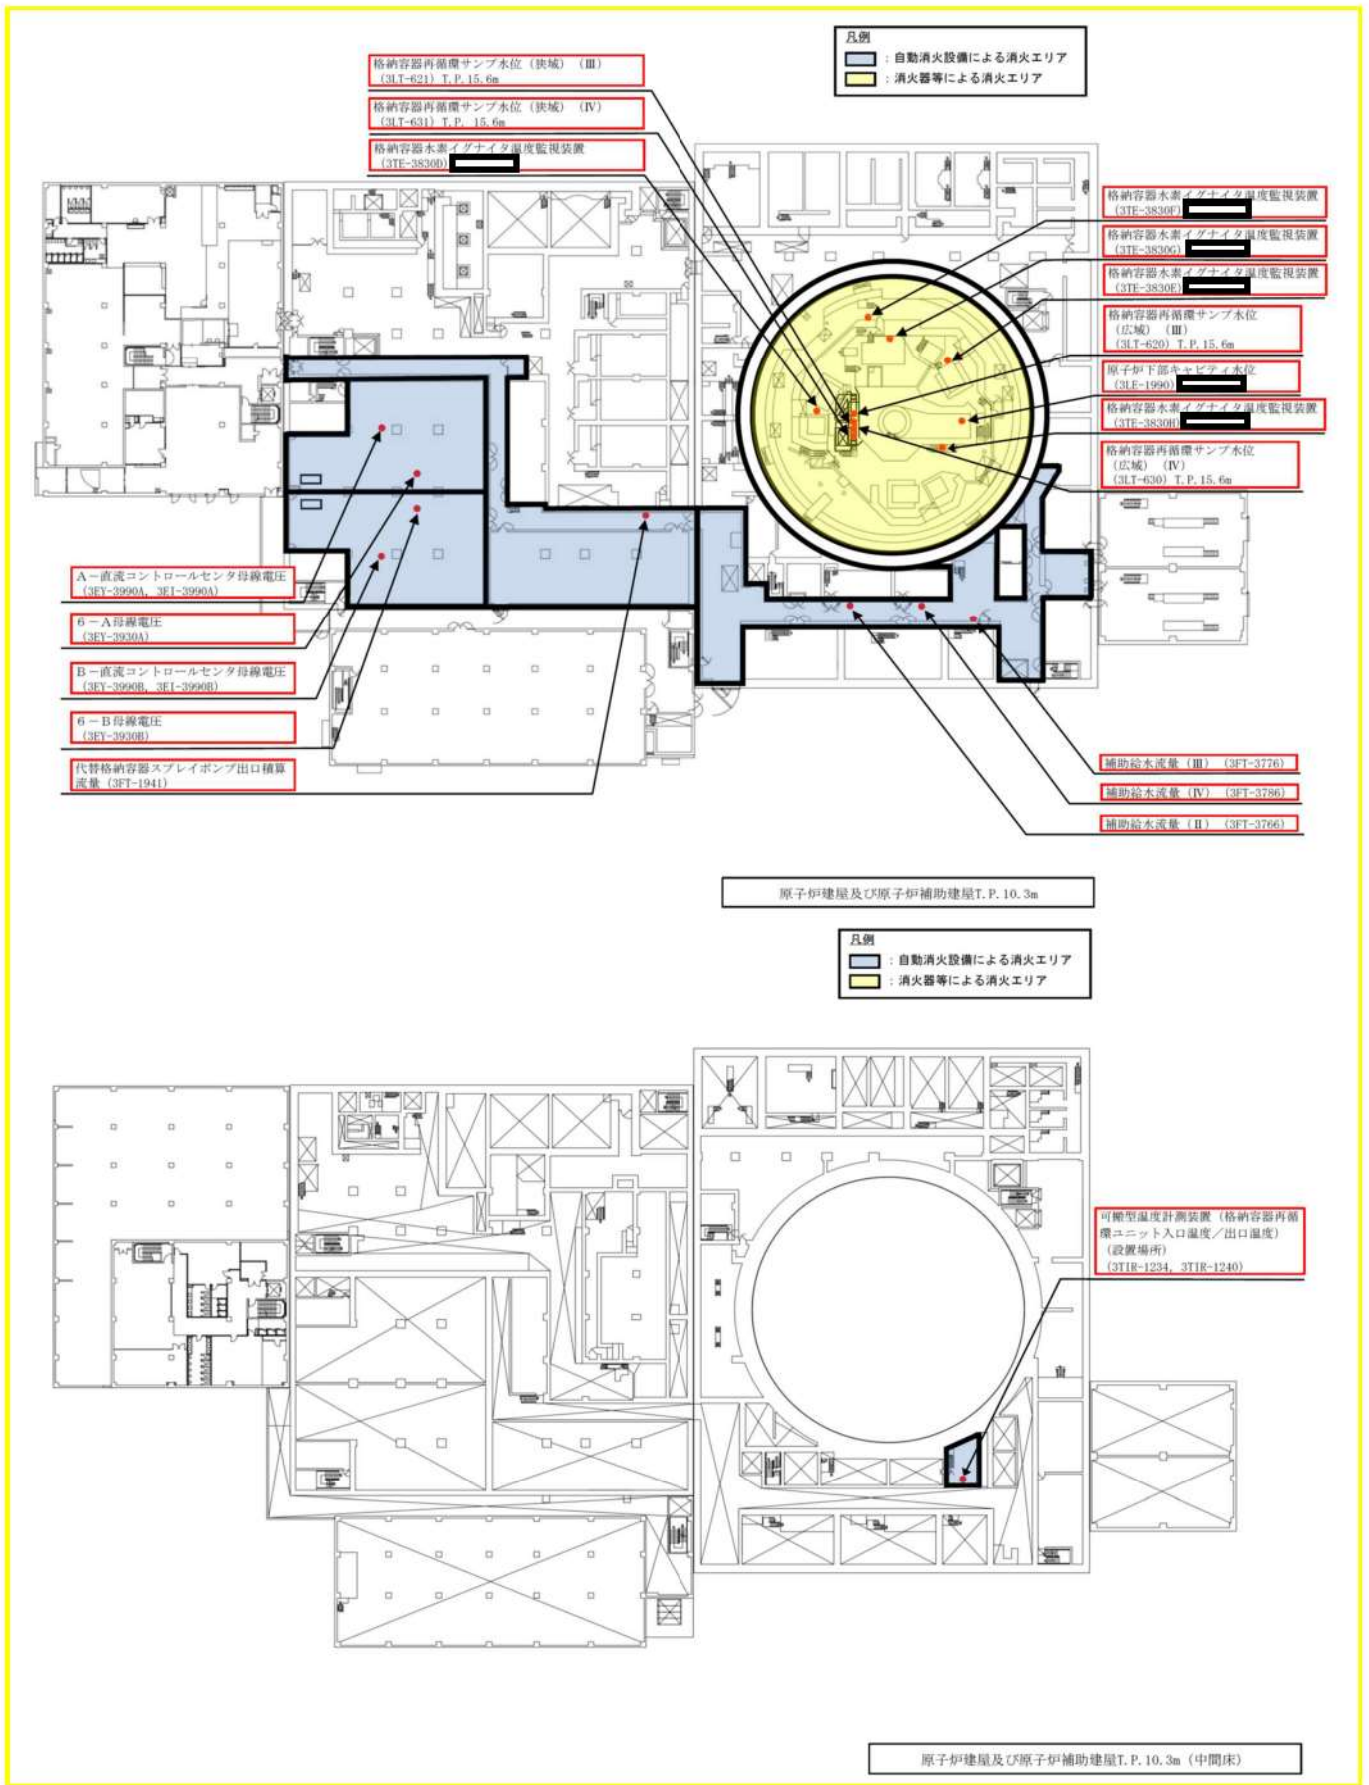 凡例
：自動消火設備による消火エリア
：消火器等による消火エリア
格納容器再循環サンプ水位（狭域）（Ⅲ）
（3LT-621）T.P.15.6m
格納容器再循環サンプ水位（狭域）（Ⅳ）
（3LT-631）T.P. 15.6m
格納容器水素イグナイタ温度監視装置
（3TE-3830D）
格納容器水素イグナイタ温度監視装置
（3TE-3830F）
格納容器水素イグナイタ温度監視装置
（3TE-3830G）
格納容器水素イグナイタ温度監視装置
（3TE-3830E）
格納容器再循環サンプ水位
（広域）（Ⅲ）
（3LT-620）T.P.15.6m
原子炉下部キャビティ水位
（3LE-1990）
格納容器水素イグナイタ温度監視装置
（3TE-3830H）
格納容器再循環サンプ水位
（広域）（Ⅳ）
（3LT-630）T.P.15.6m
A－直流コントロールセンタ母線電圧
（3EY-3990A, 3EI-3990A）
6－A母線電圧
（3EY-3930A）
B－直流コントロールセンタ母線電圧
（3EY-3990B, 3EI-3990B）
6－B母線電圧
（3EY-3930B）
代替格納容器スプレイポンプ出口積算
流量（3FT-1941）
補助給水流量（Ⅲ）（3FT-3776）
補助給水流量（Ⅳ）（3FT-3786）
補助給水流量（Ⅱ）（3FT-3766）
原子炉建屋及び原子炉補助建屋T.P.10.3m
凡例
：自動消火設備による消火エリア
：消火器等による消火エリア
可搬型温度計測装置（格納容器再循
環ユニット入口温度／出口温度）
（設置場所）
（3TIR-1234, 3TIR-1240）
原子炉建屋及び原子炉補助建屋T.P.10.3m（中間床）